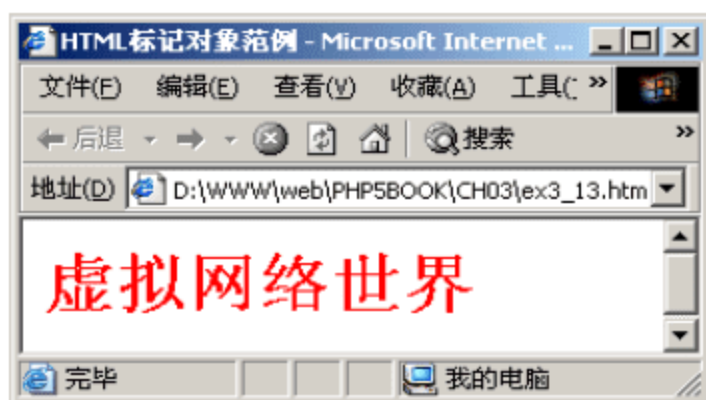 HTML标记对象范例 - Microsoft Inte rnet ...
文件(F) 编辑(E) 查看(V) 收藏(A) 工具(
后退 搜索
地址(D) D:\WWW\web\PHP5BOOK\CH03\ex3_13.htm
虚拟网络世界
完毕 我的电脑